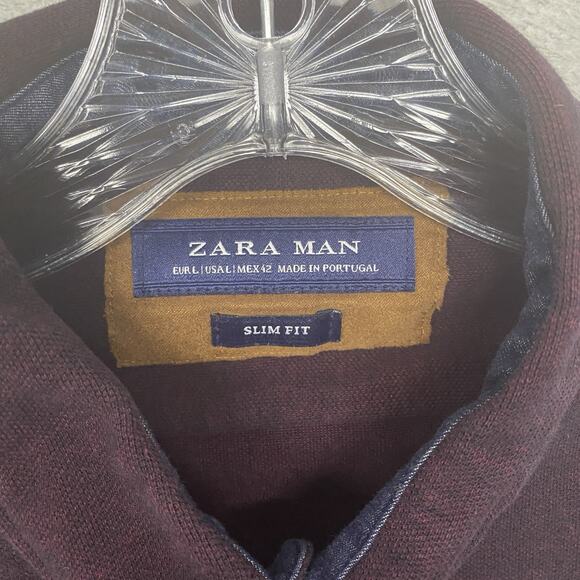 ZARA MAN
EUR L | USA L | MEX 42 MADE IN PORTUGAL
SLIM FIT